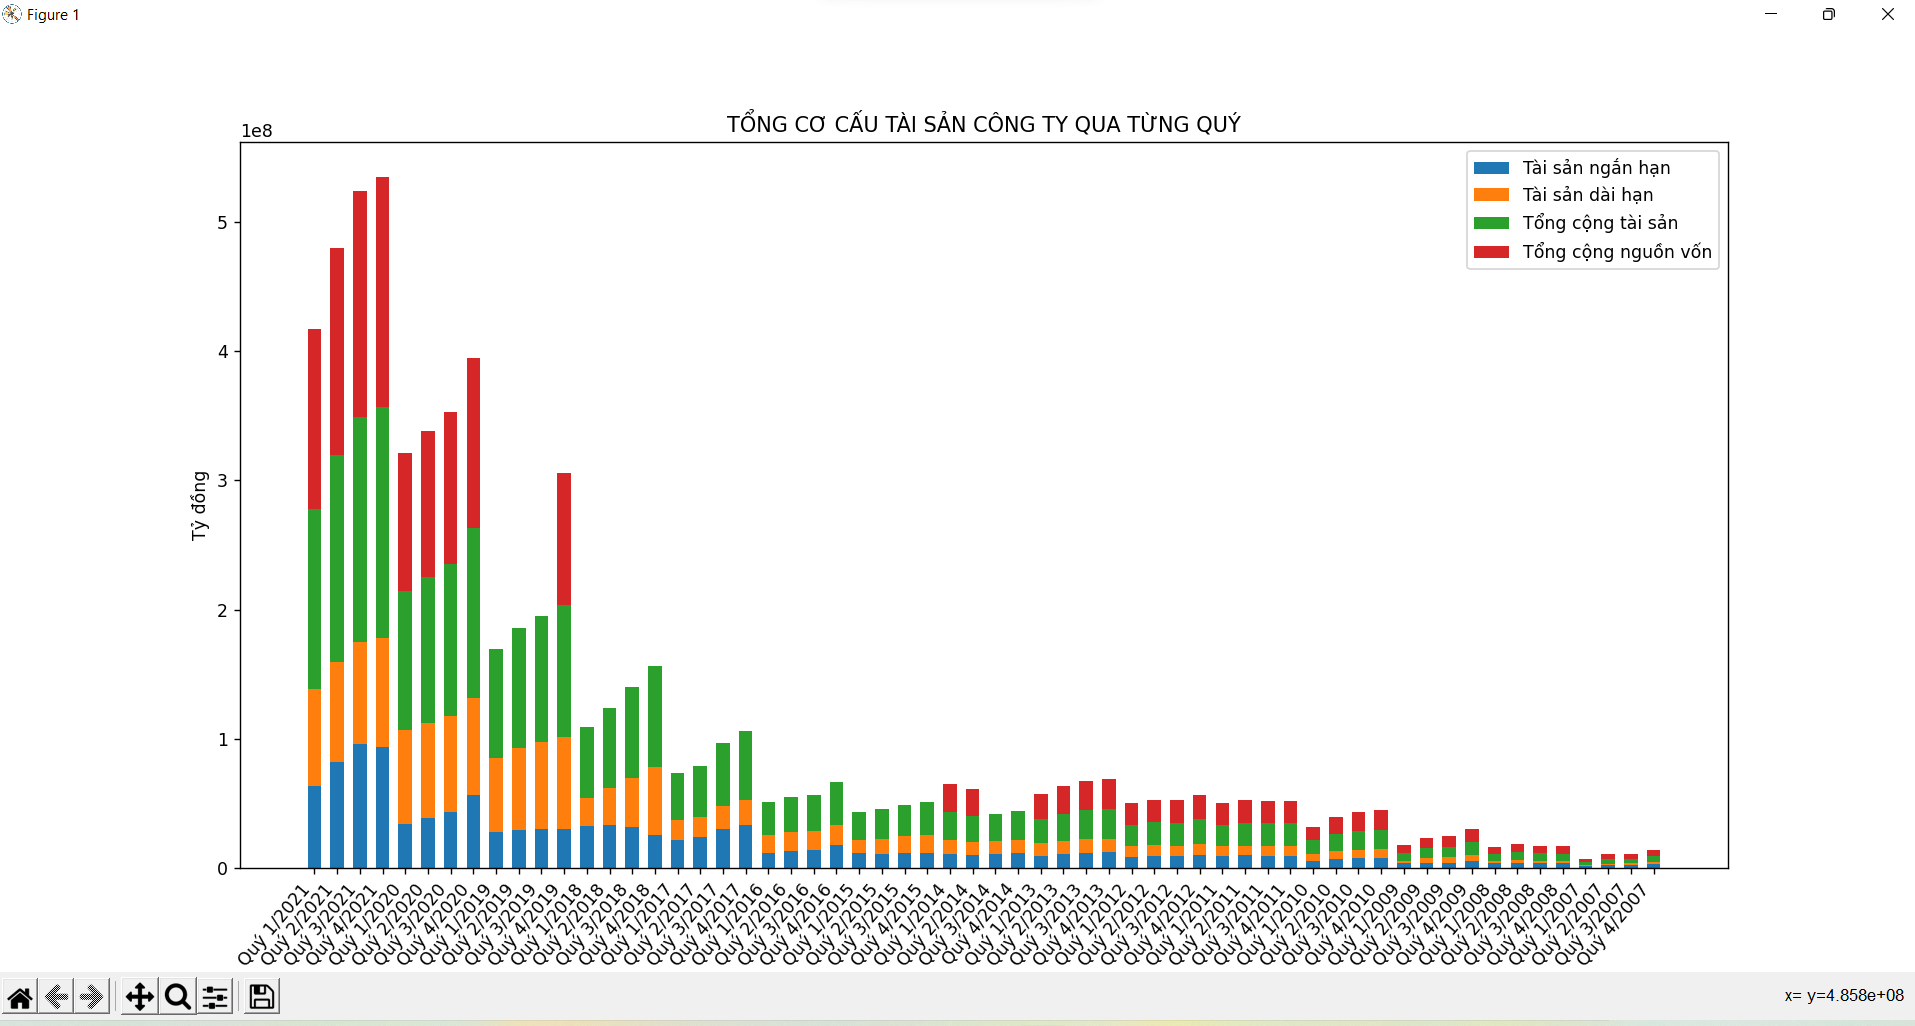 Figure 1
TỔNG CƠ CẤU TÀI SẢN CÔNG TY QUA TỪNG QUÝ
1e8
Tài sản ngắn hạn
Tài sản dài hạn
Tổng cộng tài sản
Tổng cộng nguồn vốn
5
4
3
2
1
0
Tỷ đồng
Quý 1/2021
Quý 2/2021
Quý 3/2021
Quý 4/2021
Quý 1/2020
Quý 2/2020
Quý 3/2020
Quý 4/2020
Quý 1/2019
Quý 2/2019
Quý 3/2019
Quý 4/2019
Quý 1/2018
Quý 2/2018
Quý 3/2018
Quý 4/2018
Quý 1/2017
Quý 2/2017
Quý 3/2017
Quý 4/2017
Quý 1/2016
Quý 2/2016
Quý 3/2016
Quý 4/2016
Quý 1/2015
Quý 2/2015
Quý 3/2015
Quý 4/2015
Quý 1/2014
Quý 2/2014
Quý 3/2014
Quý 4/2014
Quý 1/2013
Quý 2/2013
Quý 3/2013
Quý 4/2013
Quý 1/2012
Quý 2/2012
Quý 3/2012
Quý 4/2012
Quý 1/2011
Quý 2/2011
Quý 3/2011
Quý 4/2011
Quý 1/2010
Quý 2/2010
Quý 3/2010
Quý 4/2010
Quý 1/2009
Quý 2/2009
Quý 3/2009
Quý 4/2009
Quý 1/2008
Quý 2/2008
Quý 3/2008
Quý 4/2008
Quý 1/2007
Quý 2/2007
Quý 3/2007
Quý 4/2007
x= y=4.858e+08